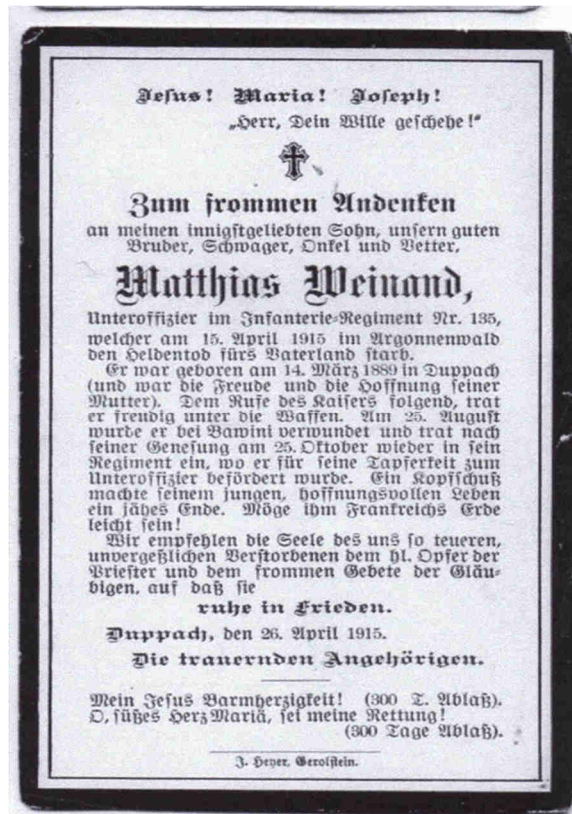 Jesus! Maria! Joseph!
„Herr, Dein Wille geschehe!“
Zum frommen Andenken
an meinen innigstgeliebten Sohn, unsern guten
Bruder, Schwager, Onkel und Vetter,
Matthias Weinand,
Unteroffizier im Infanterie-Regiment Nr. 135,
welcher am 15. April 1915 im Argonnenwald
den Heldentod fürs Vaterland starb.
Er war geboren am 14. März 1889 in Duppach
(und war die Freude und die Hoffnung seiner
Mutter). Dem Rufe des Kaisers folgend, trat
er freudig unter die Waffen. Am 25. August
wurde er bei Bawini verwundet und trat nach
seiner Genesung am 25. Oktober wieder in sein
Regiment ein, wo er für seine Tapferkeit zum
Unteroffizier befördert wurde. Ein Kopfschuß
machte seinem jungen, hoffnungsvollen Leben
ein jähes Ende. Möge ihm Frankreichs Erde
leicht sein!
Wir empfehlen die Seele des uns so teueren,
unvergeßlichen Verstorbenen dem hl. Opfer der
Priester und dem frommen Gebete der Gläu-
bigen, auf daß sie
ruhe in Frieden.
Duppach, den 26. April 1915.
Die trauernden Angehörigen.
Mein Jesus Barmherzigkeit! (300 T. Ablaß).
O, süßes Herz Mariä, sei meine Rettung!
(300 Tage Ablaß).
J. Heyer, Gerolstein.